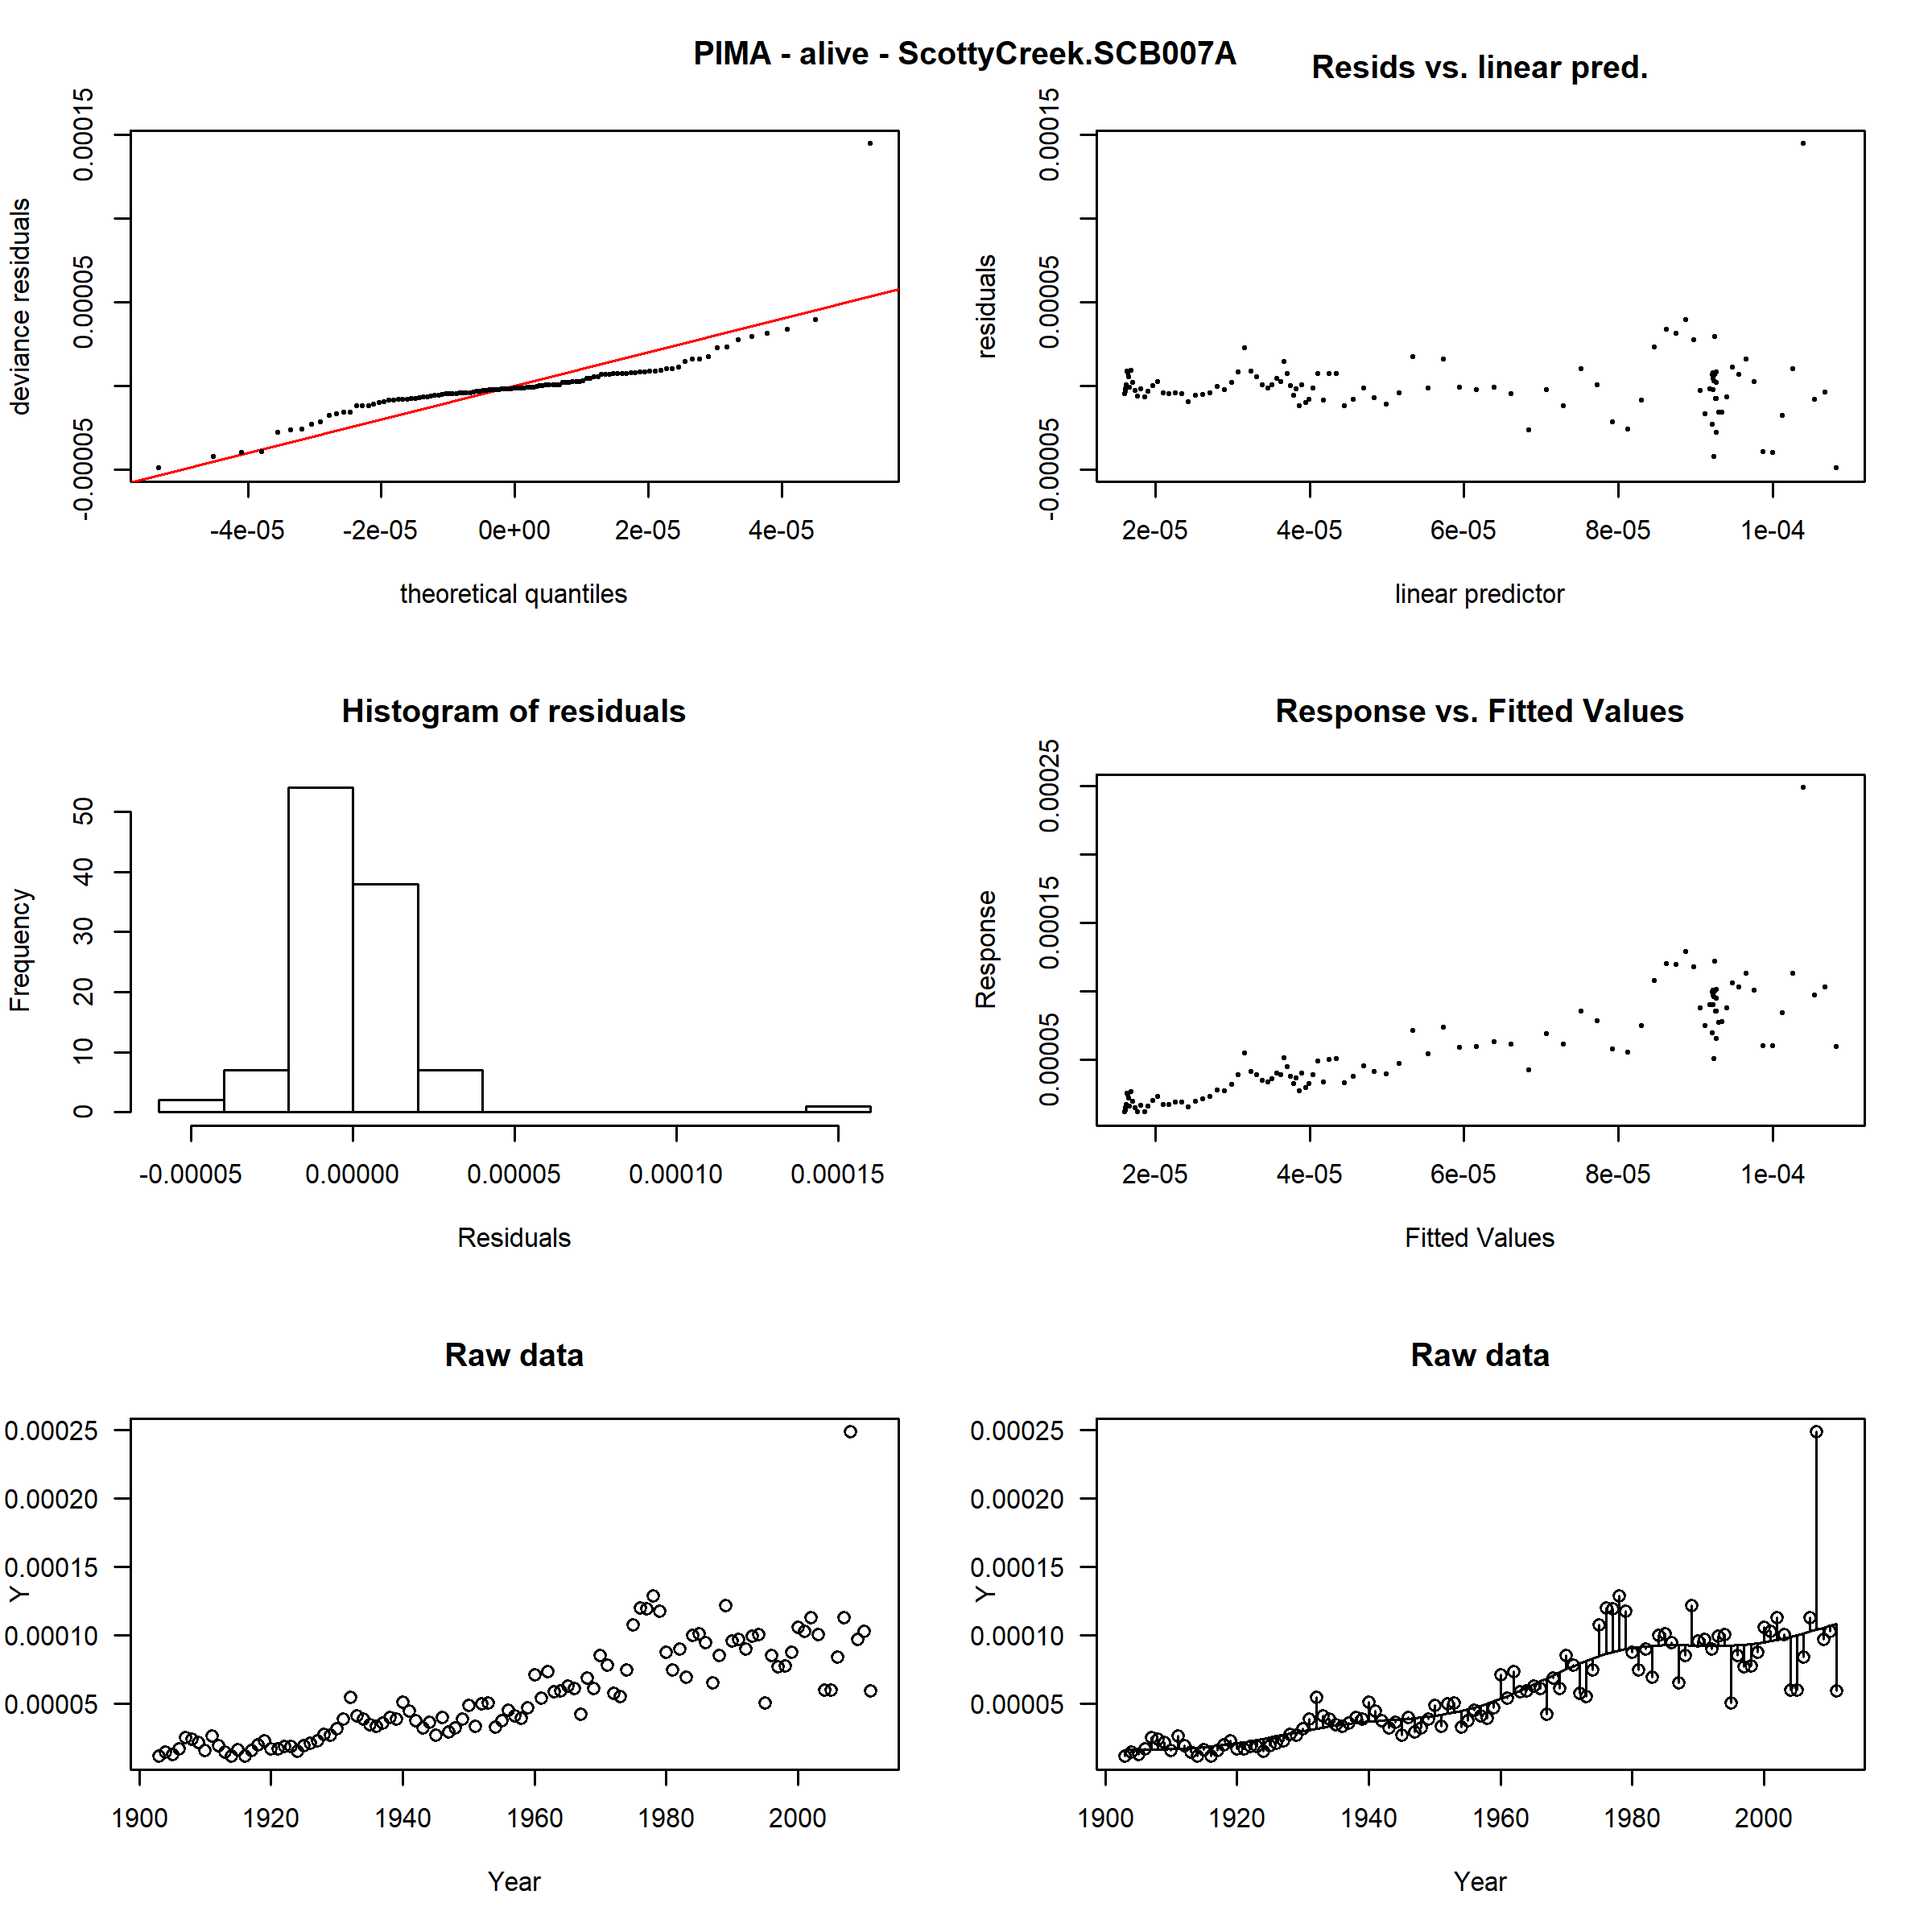 PIMA - alive - ScottyCreek.SCB007A
deviance residuals
-0.00005 0.00005 0.00015
-4e-05 -2e-05 0e+00 2e-05 4e-05
theoretical quantiles
Resids vs. linear pred.
residuals
-0.00005 0.00005 0.00015
2e-05 4e-05 6e-05 8e-05 1e-04
linear predictor
Histogram of residuals
Frequency
0 10 20 30 40 50
-0.00005 0.00000 0.00005 0.00010 0.00015
Residuals
Response vs. Fitted Values
Response
0.00005 0.00015 0.00025
2e-05 4e-05 6e-05 8e-05 1e-04
Fitted Values
Raw data
Y
0.00025
0.00020
0.00015
0.00010
0.00005
1900 1920 1940 1960 1980 2000
Year
Raw data
Y
0.00025
0.00020
0.00015
0.00010
0.00005
1900 1920 1940 1960 1980 2000
Year